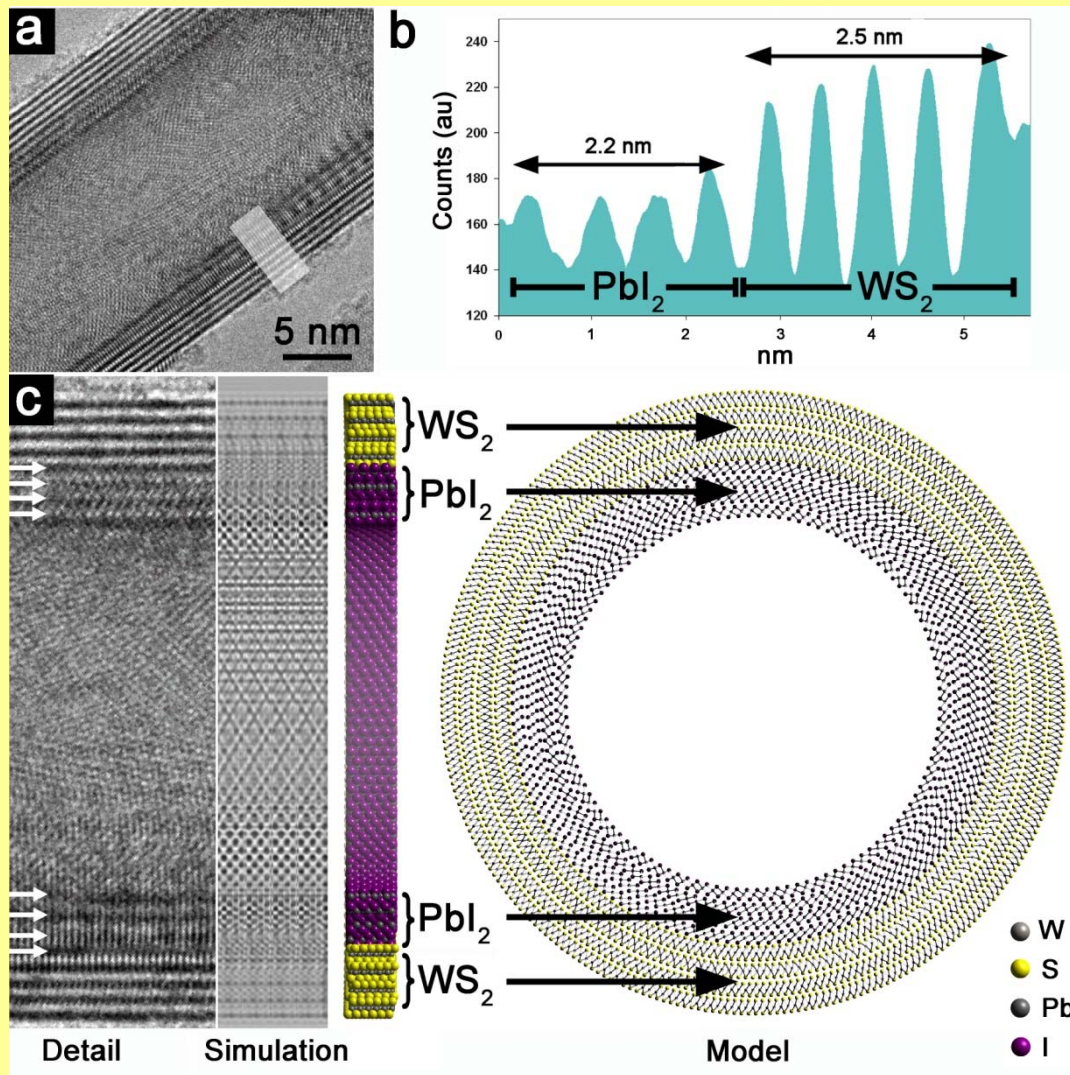 a
5 nm
b
Counts (au)
240
220
200
180
160
140
120
2.2 nm
2.5 nm
PbI₂
WS₂
0
1
2
3
4
5
nm
c
WS₂
PbI₂
PbI₂
WS₂
W
S
Pb
I
Detail
Simulation
Model